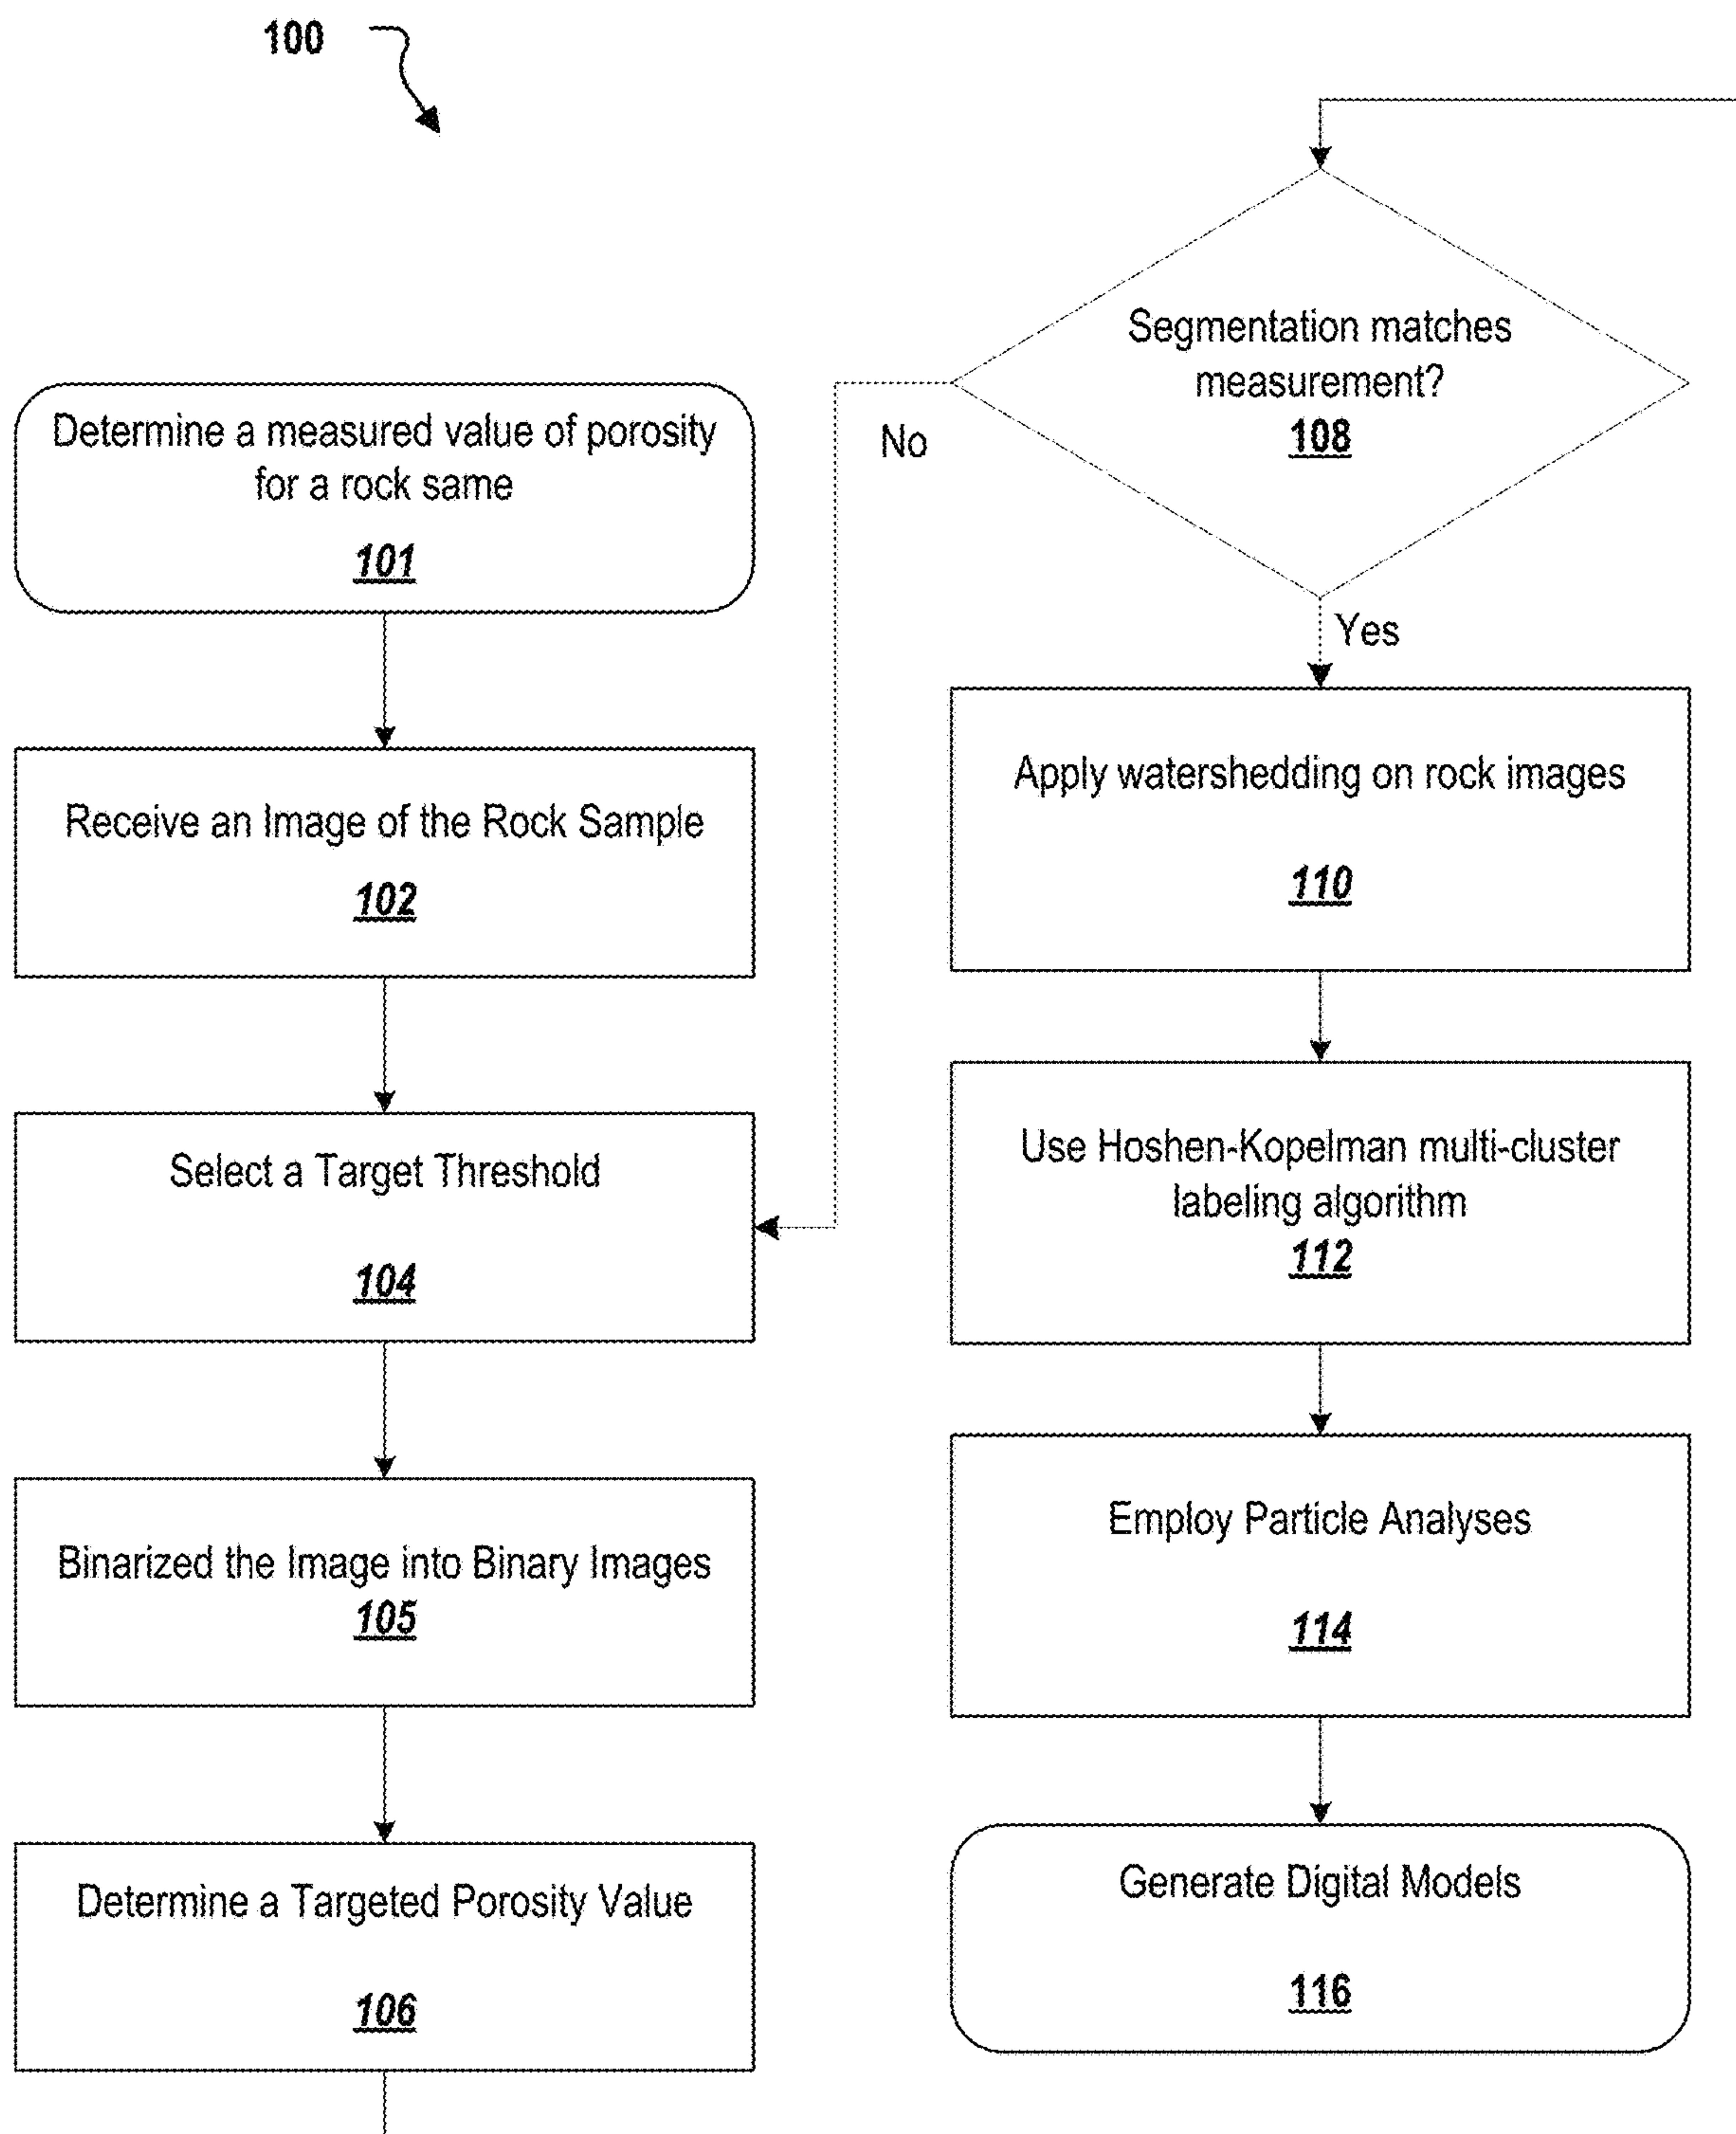 100
Determine a measured value of porosity
for a rock same
101
Receive an Image of the Rock Sample
102
Select a Target Threshold
104
Binarized the Image into Binary Images
105
Determine a Targeted Porosity Value
106
Segmentation matches
measurement?
108
No
Yes
Apply watershedding on rock images
110
Use Hoshen-Kopelman multi-cluster
labeling algorithm
112
Employ Particle Analyses
114
Generate Digital Models
116